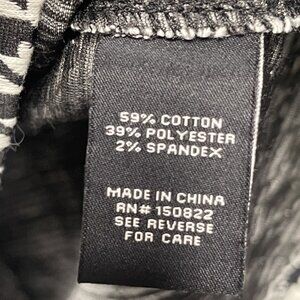 59% COTTON
39% POLYESTER
2% SPANDEX
MADE IN CHINA
RN# 150822
SEE REVERSE
FOR CARE